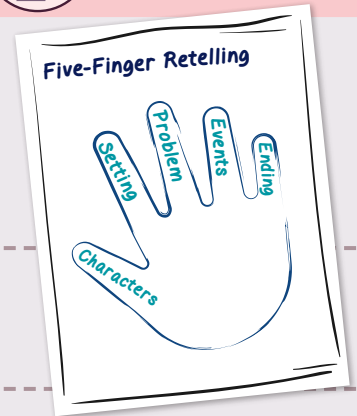 Five-Finger Retelling
Characters
Setting
Problem
Events
Ending